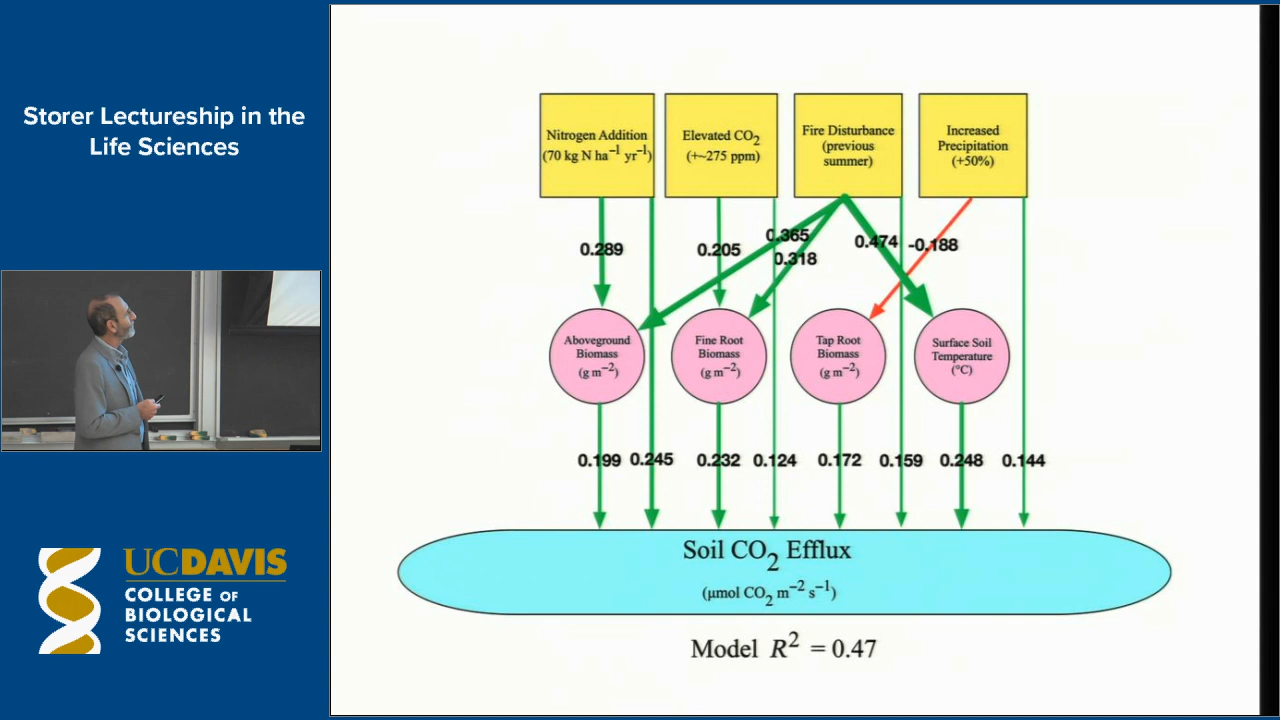 Storer Lectureship in the
Life Sciences
UCDAVIS
COLLEGE OF
BIOLOGICAL
SCIENCES
Nitrogen Addition
(70 kg N ha⁻¹ yr⁻¹)
Elevated CO₂
(+~275 ppm)
Fire Disturbance
(previous
summer)
Increased
Precipitation
(+50%)
0.289
0.205
0.365
0.318
0.474
-0.188
Aboveground
Biomass
(g m⁻²)
Fine Root
Biomass
(g m⁻²)
Tap Root
Biomass
(g m⁻²)
Surface Soil
Temperature
(°C)
0.199
0.245
0.232
0.124
0.172
0.159
0.248
0.144
Soil CO₂ Efflux
(µmol CO₂ m⁻² s⁻¹)
Model R² = 0.47